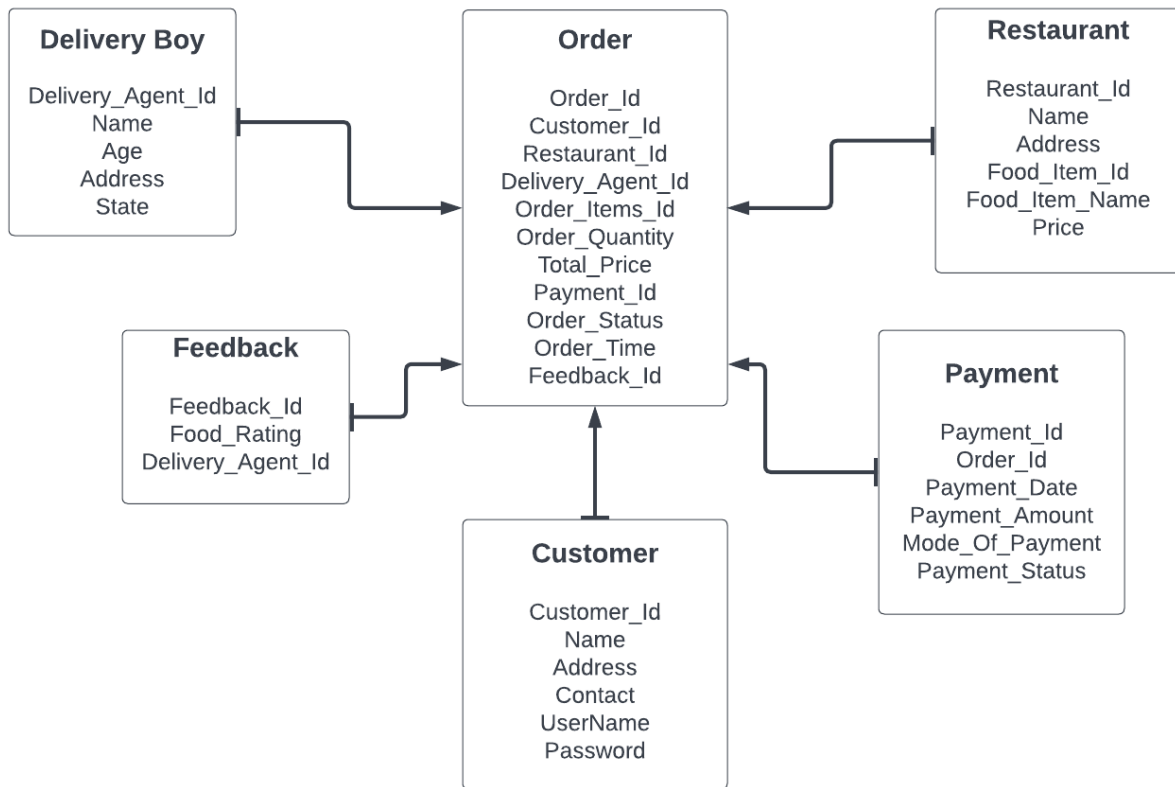 Delivery Boy
Delivery_Agent_Id
Name
Age
Address
State
Order
Order_Id
Customer_Id
Restaurant_Id
Delivery_Agent_Id
Order_Items_Id
Order_Quantity
Total_Price
Payment_Id
Order_Status
Order_Time
Feedback_Id
Restaurant
Restaurant_Id
Name
Address
Food_Item_Id
Food_Item_Name
Price
Feedback
Feedback_Id
Food_Rating
Delivery_Agent_Id
Payment
Payment_Id
Order_Id
Payment_Date
Payment_Amount
Mode_Of_Payment
Payment_Status
Customer
Customer_Id
Name
Address
Contact
UserName
Password